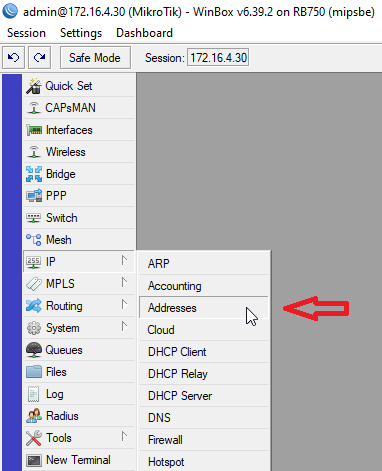 admin@172.16.4.30 (MikroTik) - WinBox v6.39.2 on RB750 (mipsbe)
Session Settings Dashboard
Safe Mode Session: 172.16.4.30
Quick Set
CAPsMAN
Interfaces
Wireless
Bridge
PPP
Switch
Mesh
IP
MPLS
Routing
System
Queues
Files
Log
Radius
Tools
New Terminal
ARP
Accounting
Addresses
Cloud
DHCP Client
DHCP Relay
DHCP Server
DNS
Firewall
Hotspot